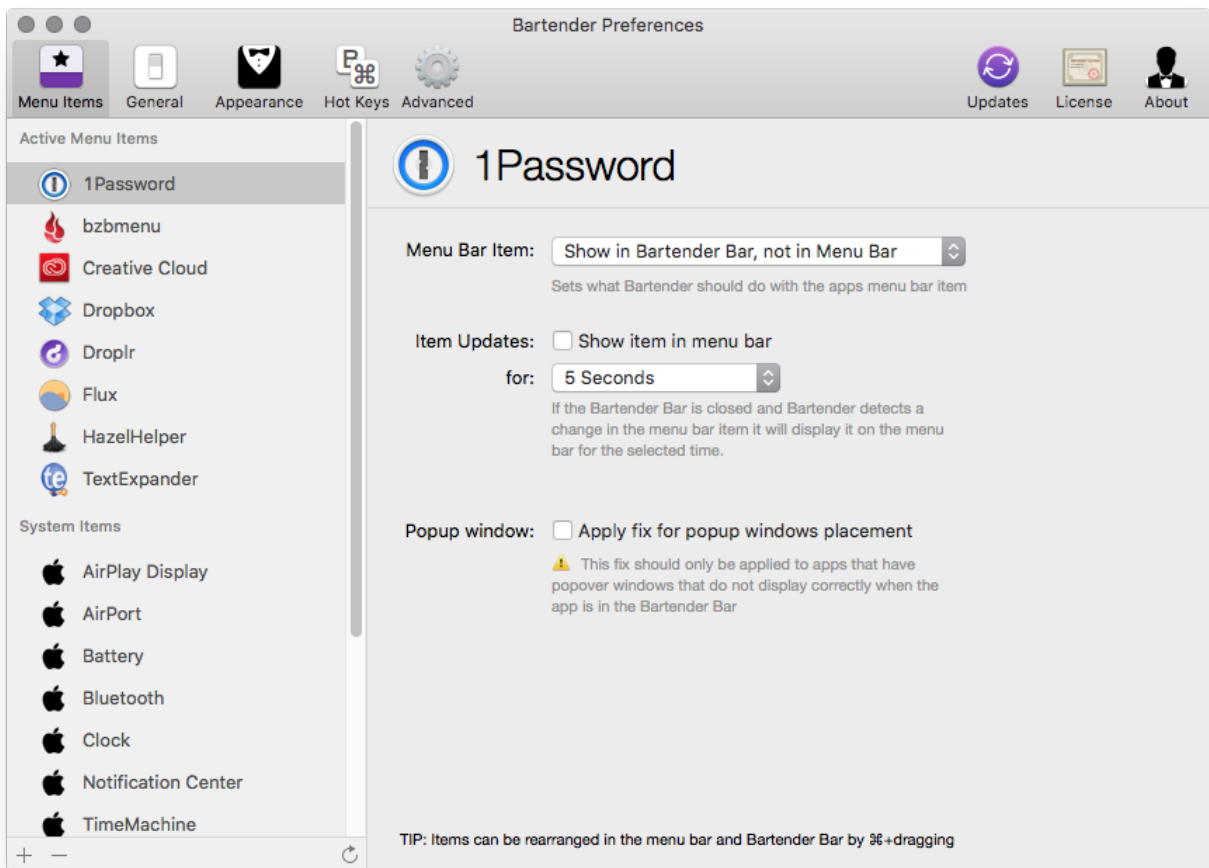 Bartender Preferences
Menu Items
General
Appearance
Hot Keys
Advanced
Updates
License
About
Active Menu Items
1Password
bzbmenu
Creative Cloud
Dropbox
Droplr
Flux
HazelHelper
TextExpander
System Items
AirPlay Display
AirPort
Battery
Bluetooth
Clock
Notification Center
TimeMachine
1Password
Menu Bar Item: Show in Bartender Bar, not in Menu Bar
Sets what Bartender should do with the apps menu bar item
Item Updates: Show item in menu bar
for: 5 Seconds
If the Bartender Bar is closed and Bartender detects a
change in the menu bar item it will display it on the menu
bar for the selected time.
Popup window: Apply fix for popup windows placement
This fix should only be applied to apps that have
popover windows that do not display correctly when the
app is in the Bartender Bar
TIP: Items can be rearranged in the menu bar and Bartender Bar by ⌘+dragging